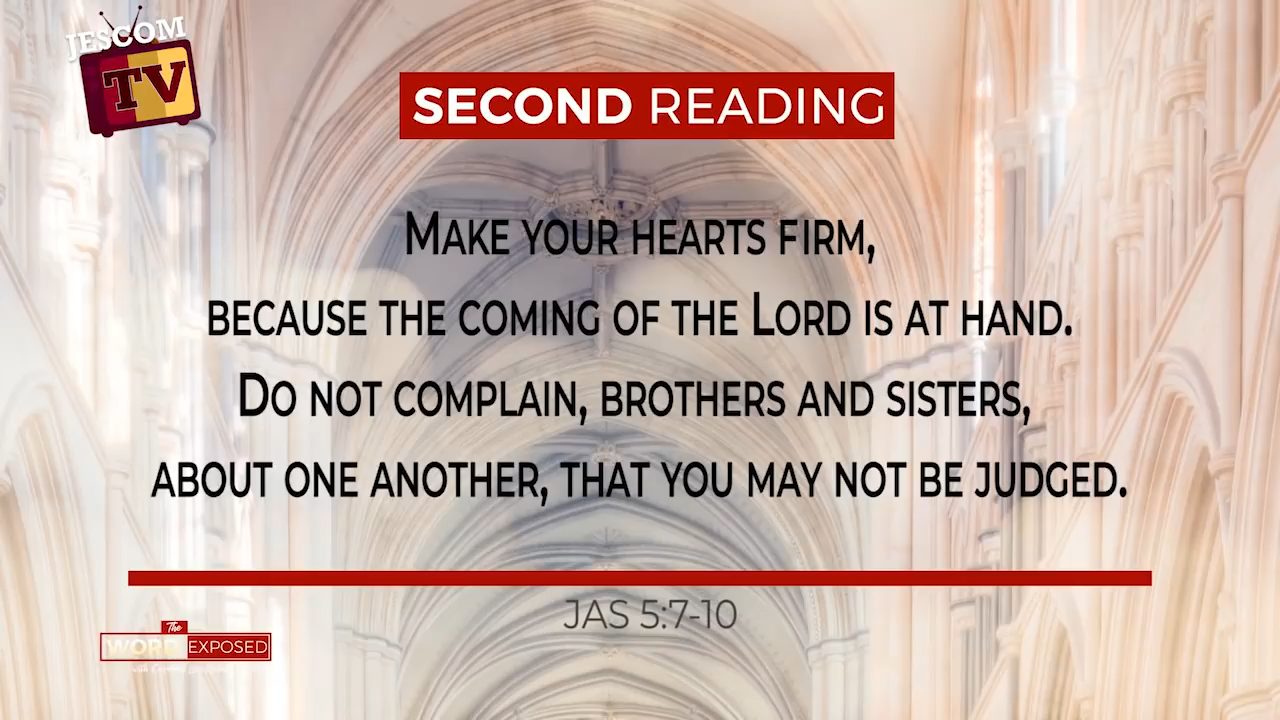 JESCOM
TV
SECOND READING
MAKE YOUR HEARTS FIRM,
BECAUSE THE COMING OF THE LORD IS AT HAND.
DO NOT COMPLAIN, BROTHERS AND SISTERS,
ABOUT ONE ANOTHER, THAT YOU MAY NOT BE JUDGED.
JAS 5:7-10
The
WORD EXPOSED